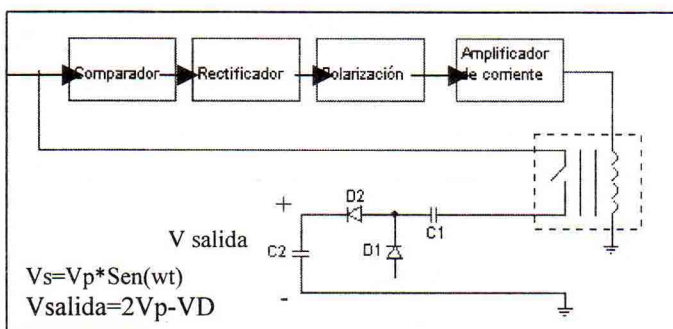 Comparador
Rectificador
Polarización
Amplificador
de corriente
+
D2
V salida
C2
D1
C1
-
Vs=Vp*Sen(wt)
Vsalida=2Vp-VD